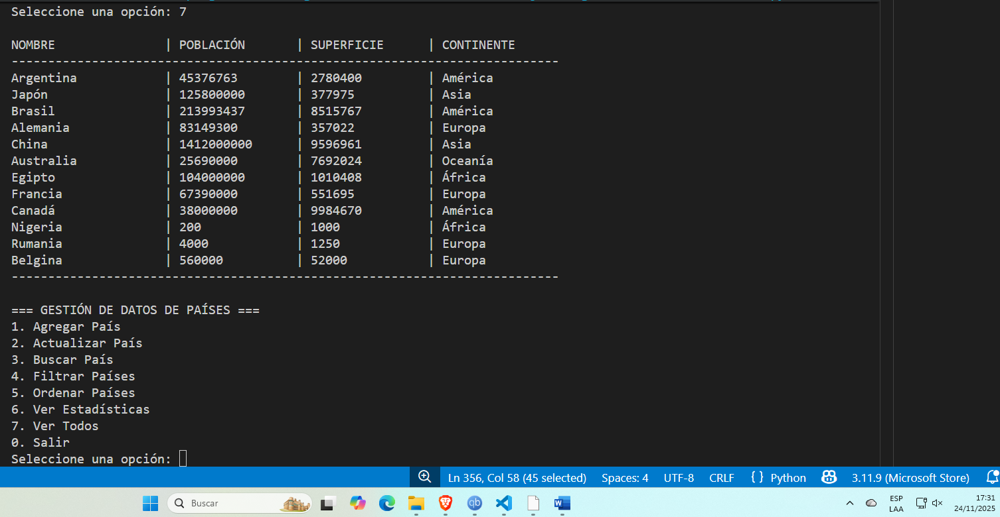 Seleccione una opción: 7
NOMBRE | POBLACIÓN | SUPERFICIE | CONTINENTE
---------------------------------------------------------------------------
Argentina | 45376763 | 2780400 | América
Japón | 125800000 | 377975 | Asia
Brasil | 213993437 | 8515767 | América
Alemania | 83149300 | 357022 | Europa
China | 1412000000 | 9596961 | Asia
Australia | 25690000 | 7692024 | Oceanía
Egipto | 104000000 | 1010408 | África
Francia | 67390000 | 551695 | Europa
Canadá | 38000000 | 9984670 | América
Nigeria | 200 | 1000 | África
Rumania | 4000 | 1250 | Europa
Belgina | 560000 | 52000 | Europa
---------------------------------------------------------------------------
=== GESTIÓN DE DATOS DE PAÍSES ===
1. Agregar País
2. Actualizar País
3. Buscar País
4. Filtrar Países
5. Ordenar Países
6. Ver Estadísticas
7. Ver Todos
0. Salir
Seleccione una opción:
Ln 356, Col 58 (45 selected) Spaces: 4 UTF-8 CRLF { } Python 3.11.9 (Microsoft Store)
Buscar
qb
W
ESP
LAA
17:31
24/11/2025